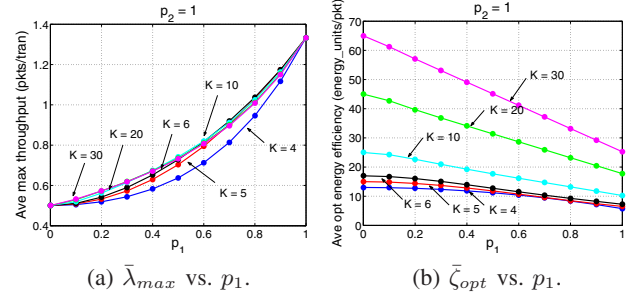 p₂ = 1
Ave max throughput (pkts/tran)
1.4
1.2
1
0.8
0.6
0.4
K = 10
K = 6
K = 20
K = 4
K = 30
K = 5
0 0.2 0.4 0.6 0.8 1
p₁
(a) λ̄max vs. p₁.
p₂ = 1
Ave opt energy efficiency (energy_units/pkt)
70
60
50
40
30
20
10
0
K = 30
K = 20
K = 10
K = 6
K = 5
K = 4
0 0.2 0.4 0.6 0.8 1
p₁
(b) ζ̄opt vs. p₁.